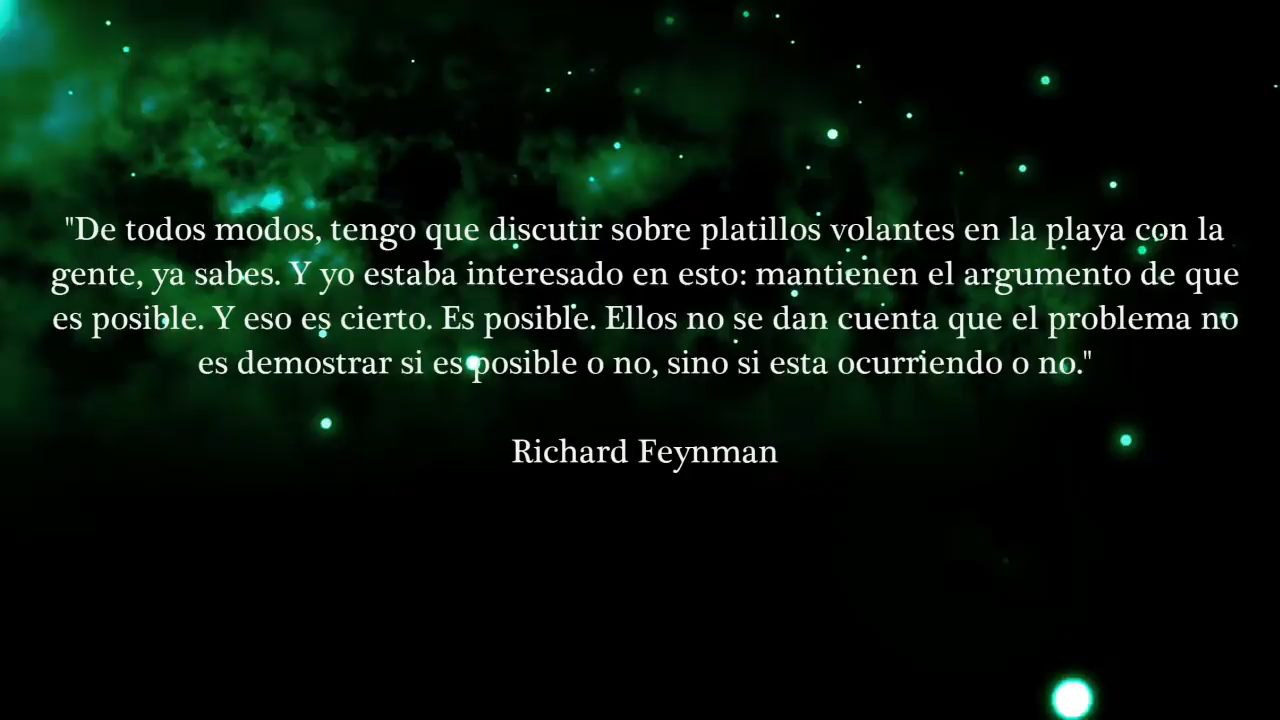 "De todos modos, tengo que discutir sobre platillos volantes en la playa con la
gente, ya sabes. Y yo estaba interesado en esto: mantienen el argumento de que
es posible. Y eso es cierto. Es posible. Ellos no se dan cuenta que el problema no
es demostrar si es posible o no, sino si esta ocurriendo o no."
Richard Feynman